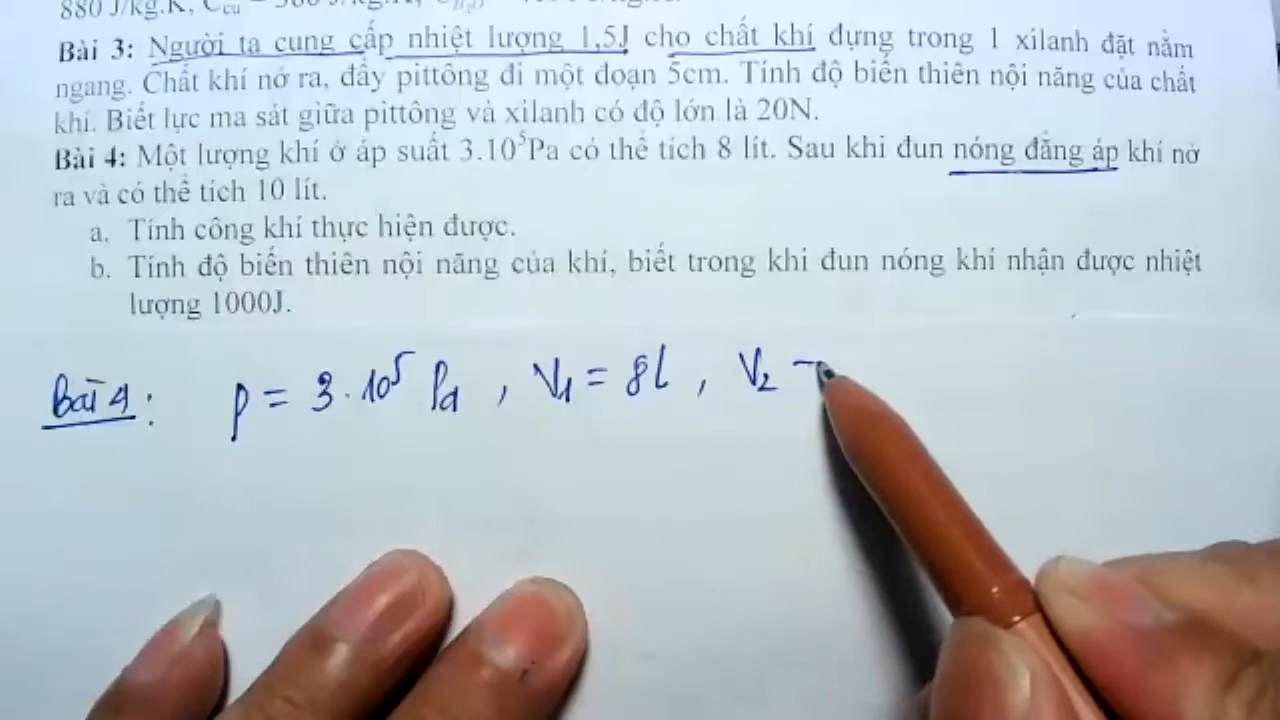 880 J/kg.K, C
Bài 3: Người ta cung cấp nhiệt lượng 1,5J cho chất khí đựng trong 1 xilanh đặt nằm
ngang. Chất khí nở ra, đẩy pittông đi một đoạn 5cm. Tính độ biến thiên nội năng của chất
khí. Biết lực ma sát giữa pittông và xilanh có độ lớn là 20N.
Bài 4: Một lượng khí ở áp suất 3.10⁵Pa có thể tích 8 lít. Sau khi đun nóng đẳng áp khí nở
ra và có thể tích 10 lít.
a. Tính công khí thực hiện được.
b. Tính độ biến thiên nội năng của khí, biết trong khi đun nóng khí nhận được nhiệt
lượng 1000J.
Bài 4: p = 3.10⁵ Pa, V₁ = 8l, V₂ -